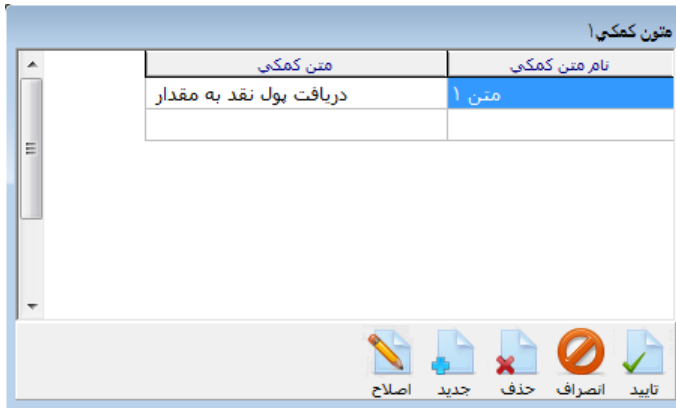 متون کمکی۱
نام متن کمکی متن کمکی
متن ۱ دریافت پول نقد به مقدار
تایید انصراف حذف جدید اصلاح